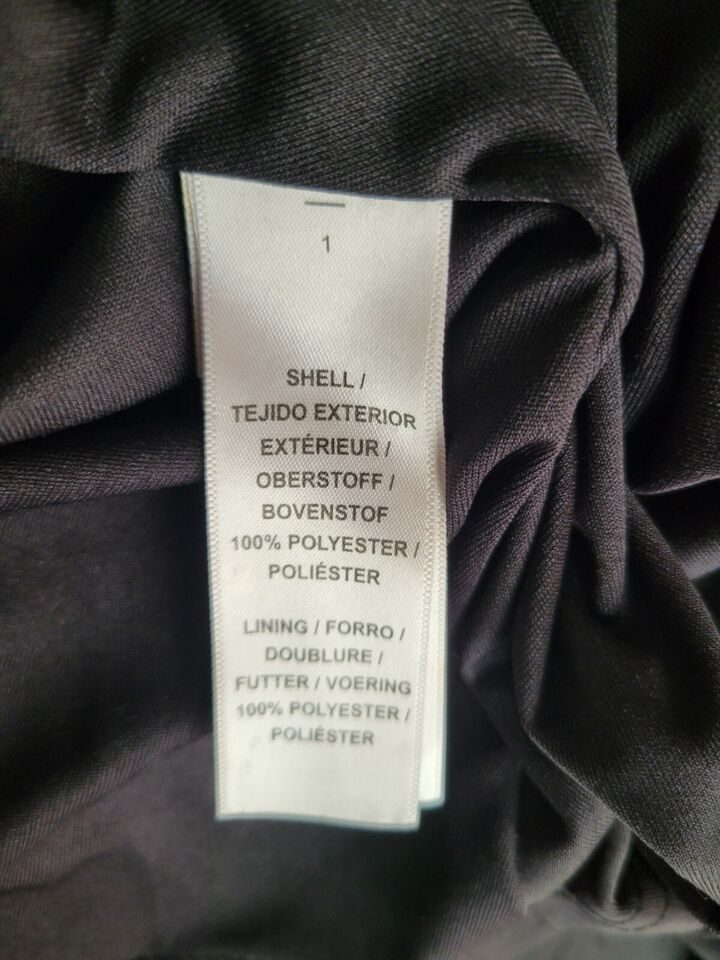 1
SHELL /
TEJIDO EXTERIOR
EXTÉRIEUR /
OBERSTOFF /
BOVENSTOF
100% POLYESTER /
POLIÉSTER
LINING / FORRO /
DOUBLURE /
FUTTER / VOERING
100% POLYESTER /
POLIÉSTER